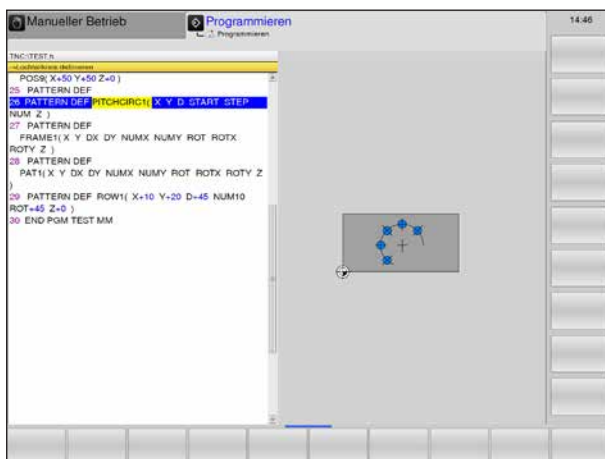 Manueller Betrieb
Programmieren
Programmieren
14:46
TNC:\TEST.h
→Lochteilkreis definieren
POS9( X+50 Y+50 Z+0 )
25 PATTERN DEF
26 PATTERN DEF PITCHCIRC1( X Y D START STEP
NUM Z )
27 PATTERN DEF
FRAME1( X Y DX DY NUMX NUMY ROT ROTX
ROTY Z )
28 PATTERN DEF
PAT1( X Y DX DY NUMX NUMY ROT ROTX ROTY Z
)
29 PATTERN DEF ROW1( X+10 Y+20 D+45 NUM10
ROT+45 Z+0 )
30 END PGM TEST MM